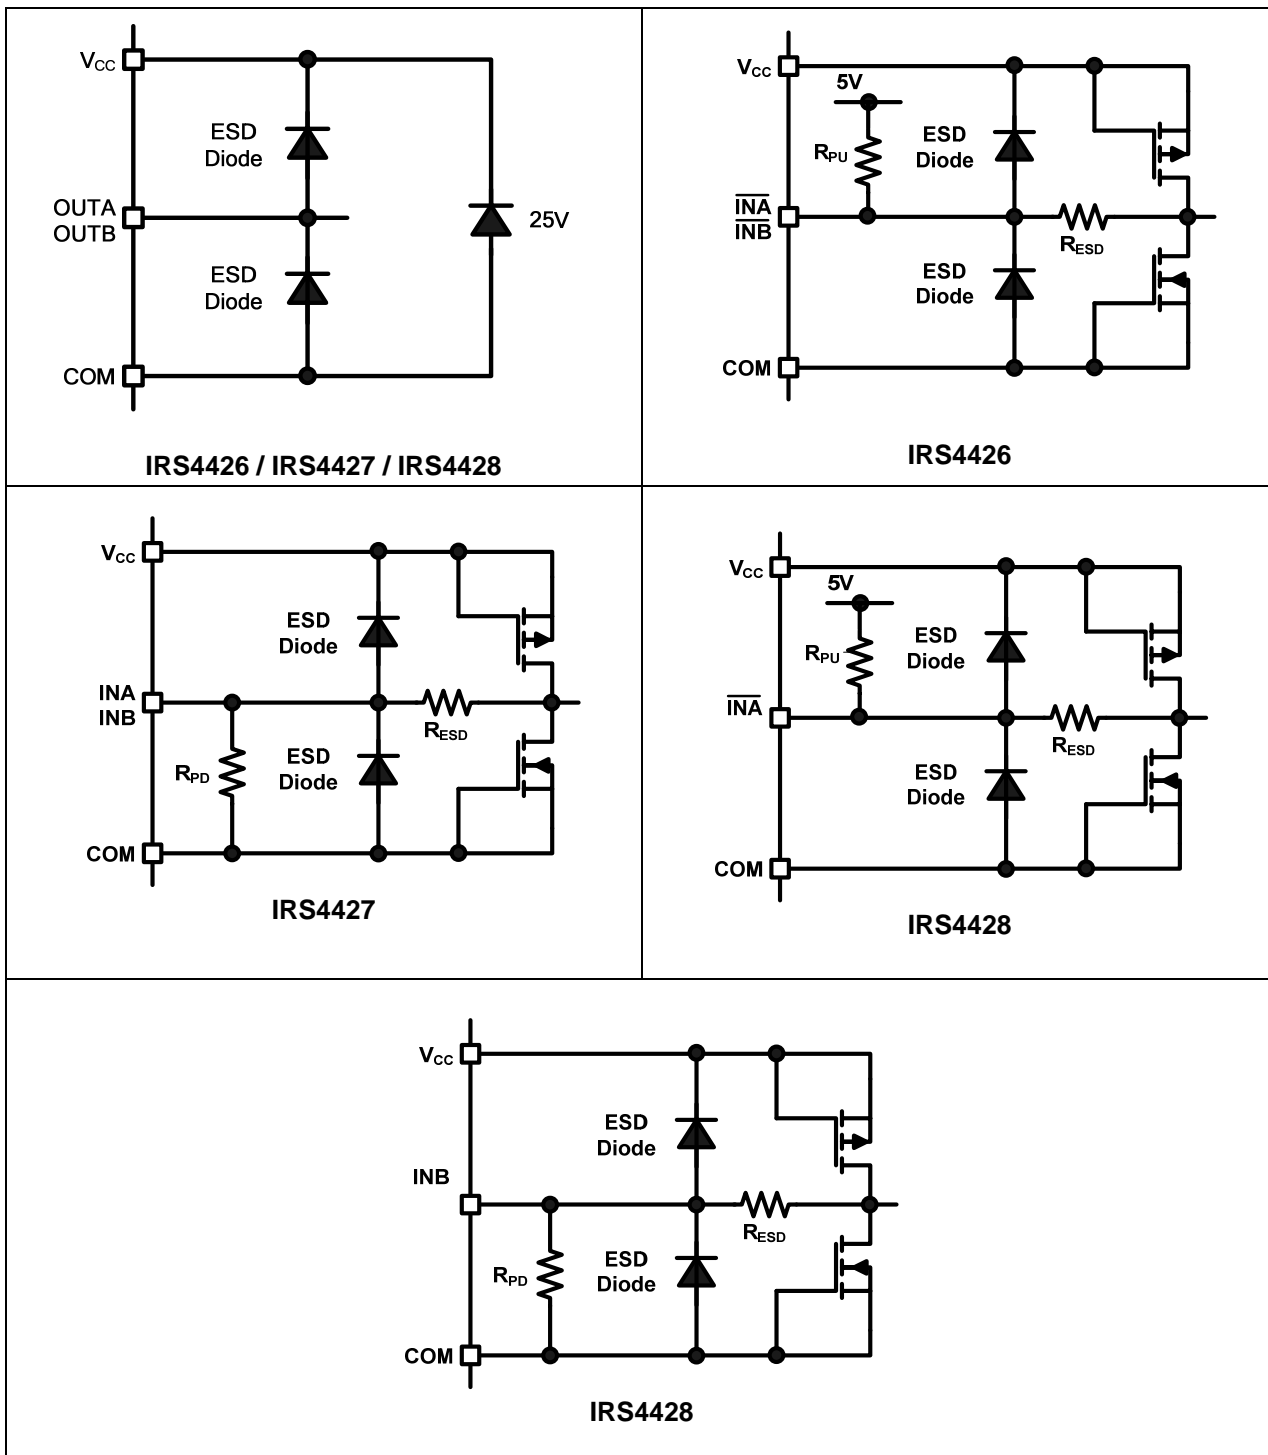 VCC
ESD
Diode
OUTA
OUTB
25V
ESD
Diode
COM
IRS4426 / IRS4427 / IRS4428
VCC
5V
RPU
ESD
Diode
INA
INB
RESD
ESD
Diode
COM
IRS4426
VCC
ESD
Diode
INA
INB
RESD
RPD
ESD
Diode
COM
IRS4427
VCC
5V
RPU
ESD
Diode
INA
RESD
ESD
Diode
COM
IRS4428
VCC
ESD
Diode
INB
RESD
RPD
ESD
Diode
COM
IRS4428